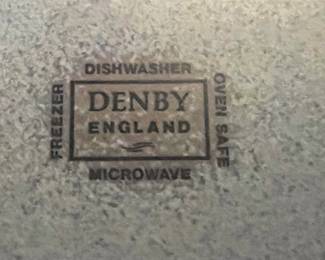 DISHWASHER
FREEZER
DENBY
ENGLAND
OVEN SAFE
MICROWAVE